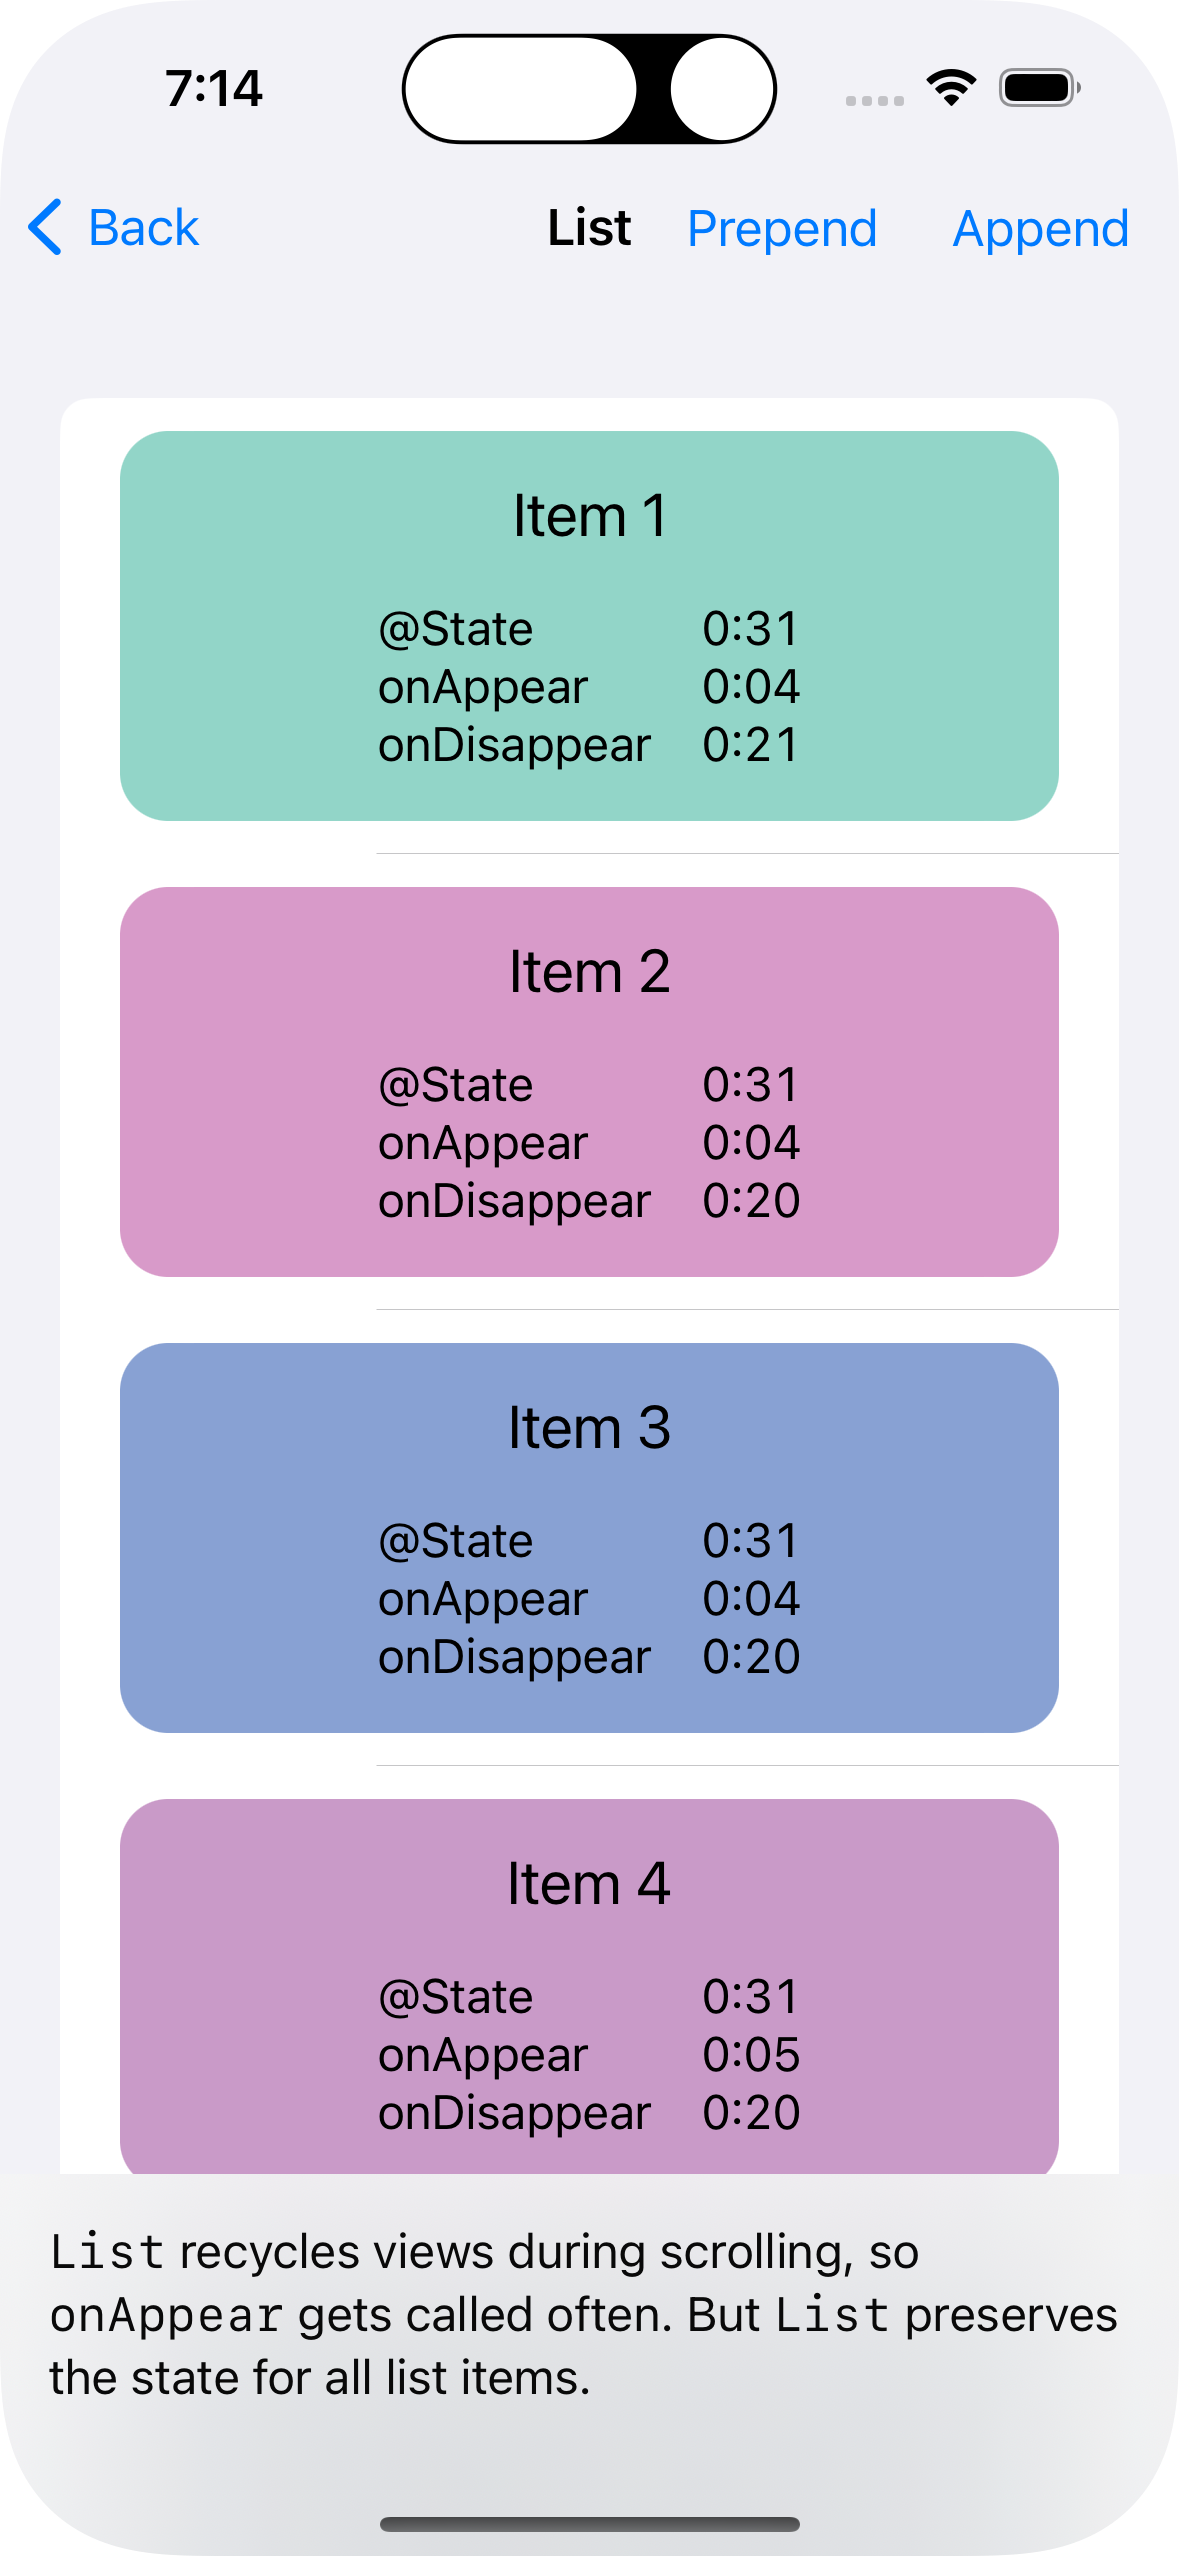 7:14
Back List Prepend Append
Item 1
@State 0:31
onAppear 0:04
onDisappear 0:21
Item 2
@State 0:31
onAppear 0:04
onDisappear 0:20
Item 3
@State 0:31
onAppear 0:04
onDisappear 0:20
Item 4
@State 0:31
onAppear 0:05
onDisappear 0:20
List recycles views during scrolling, so
onAppear gets called often. But List preserves
the state for all list items.